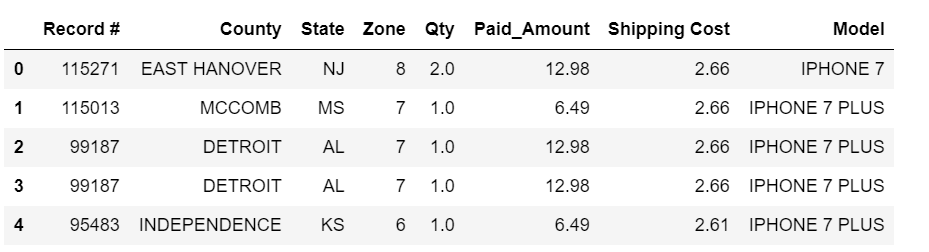 Record # County State Zone Qty Paid_Amount Shipping Cost Model
0 115271 EAST HANOVER NJ 8 2.0 12.98 2.66 IPHONE 7
1 115013 MCCOMB MS 7 1.0 6.49 2.66 IPHONE 7 PLUS
2 99187 DETROIT AL 7 1.0 12.98 2.66 IPHONE 7 PLUS
3 99187 DETROIT AL 7 1.0 12.98 2.66 IPHONE 7 PLUS
4 95483 INDEPENDENCE KS 6 1.0 6.49 2.61 IPHONE 7 PLUS